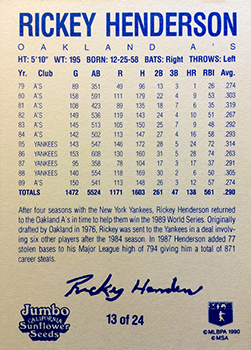 RICKEY HENDERSON
OAKLAND A'S
HT: 5'10" WT: 195 BORN: 12-25-58 BATS: Right THROWS: Left
Yr. Club G AB R H 2B 3B HR RBI Avg.
79 A'S 89 351 49 96 13 3 1 26 .274
80 A'S 158 591 111 179 22 4 9 53 .303
81 A'S 108 423 89 135 18 7 6 35 .319
82 A'S 149 536 119 143 24 4 10 51 .267
83 A'S 145 513 105 150 25 7 9 48 .292
84 A'S 142 502 113 147 27 4 16 58 .293
85 YANKEES 143 547 146 172 28 5 24 72 .314
86 YANKEES 153 608 130 160 31 5 28 74 .263
87 YANKEES 95 358 78 104 17 3 17 37 .291
88 YANKEES 140 554 118 169 30 2 6 50 .305
89 A'S 150 541 113 148 26 3 12 57 .274
TOTALS 1472 5524 1171 1603 261 47 138 561 .290
After four seasons with the New York Yankees, Rickey Henderson
returned to the Oakland A's in time to help them win the 1989 World Series. Originally
drafted by Oakland in 1976, Rickey was sent to the Yankees in a deal involv-
ing six other players after the 1984 season. In 1987 Henderson added 77
stolen bases to his Major League high of 794 giving him a total of 871
career steals.
Rickey Henderson
Jumbo
CALIFORNIA
Sunflower
Seeds
13 of 24
©MLBPA 1990
©MSA